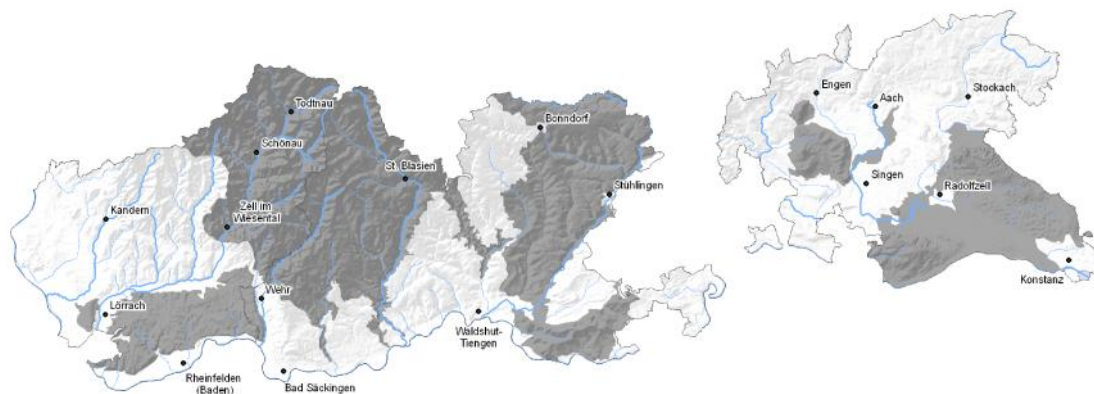 Engen
Aach
Stockach
Todtnau
Bonndorf
Schönau
St. Blasien
Singen
Radolfzell
Stühlingen
Zell im
Wiesental
Kandern
Konstanz
Wehr
Lörrach
Waldshut-
Tiengen
Rheinfelden
(Baden)
Bad Säckingen